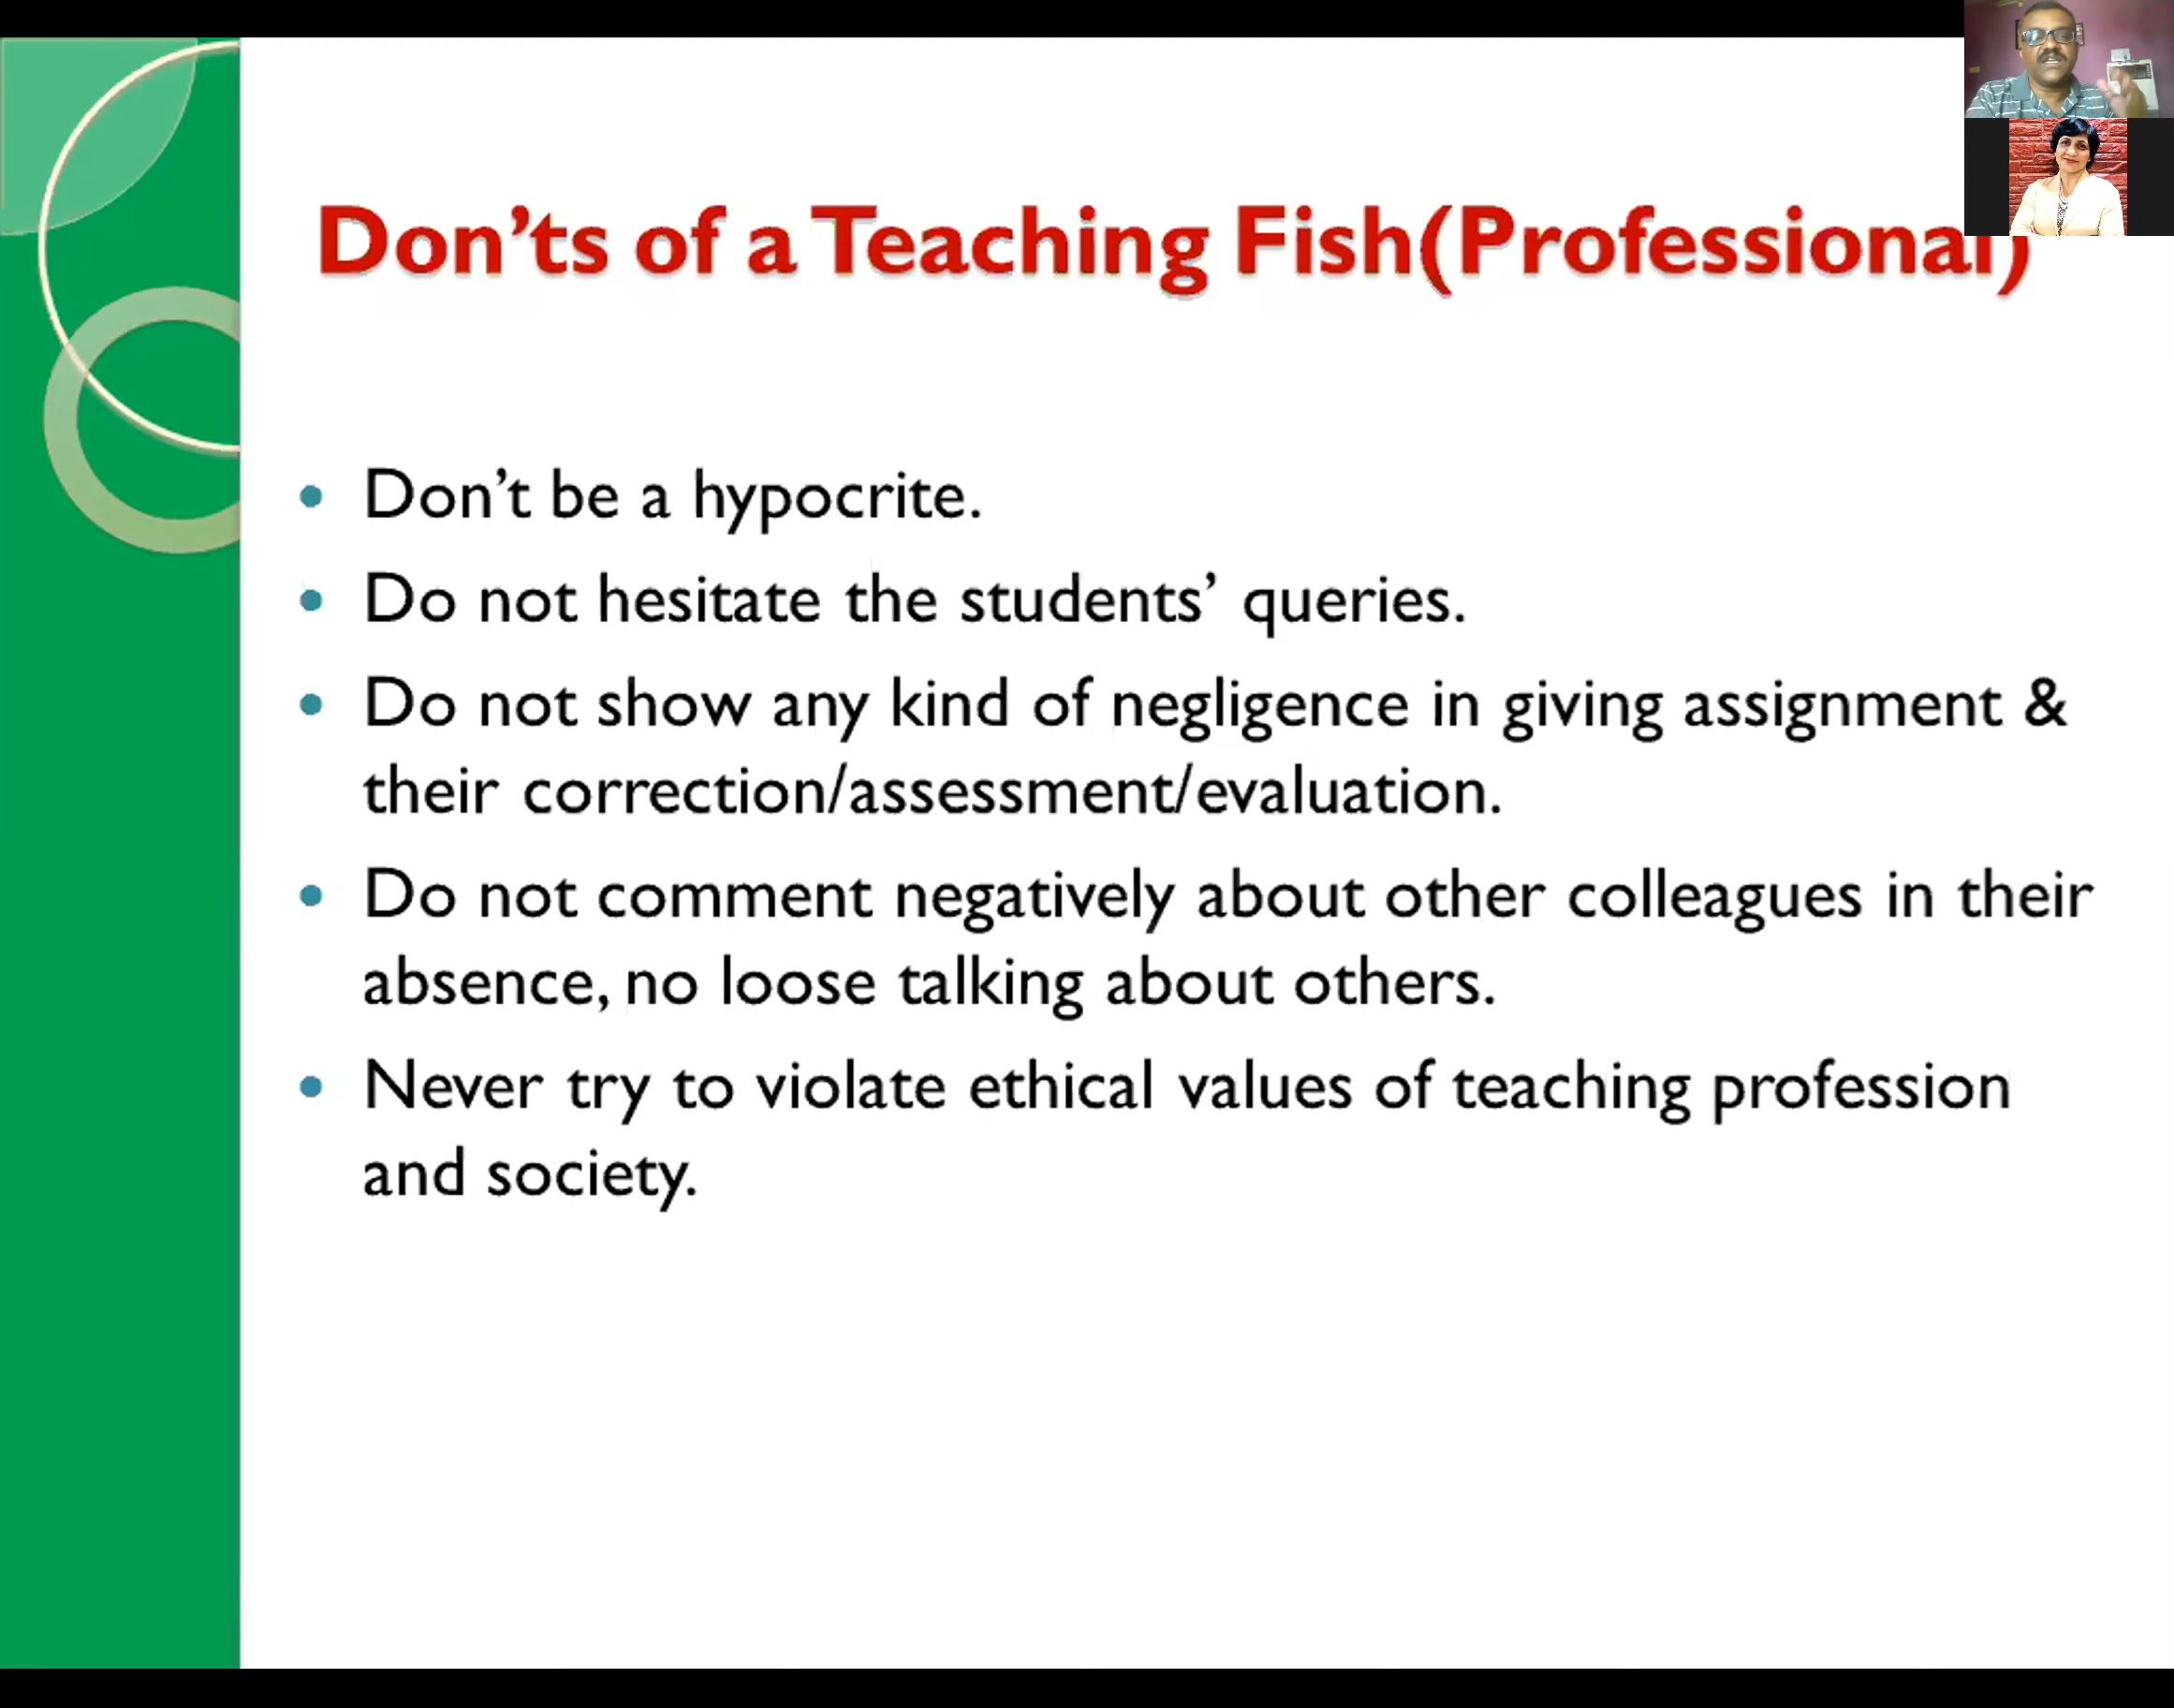 Don’ts of a Teaching Fish(Professional)
Don’t be a hypocrite.
Do not hesitate the students’ queries.
Do not show any kind of negligence in giving assignment &
their correction/assessment/evaluation.
Do not comment negatively about other colleagues in their
absence, no loose talking about others.
Never try to violate ethical values of teaching profession
and society.